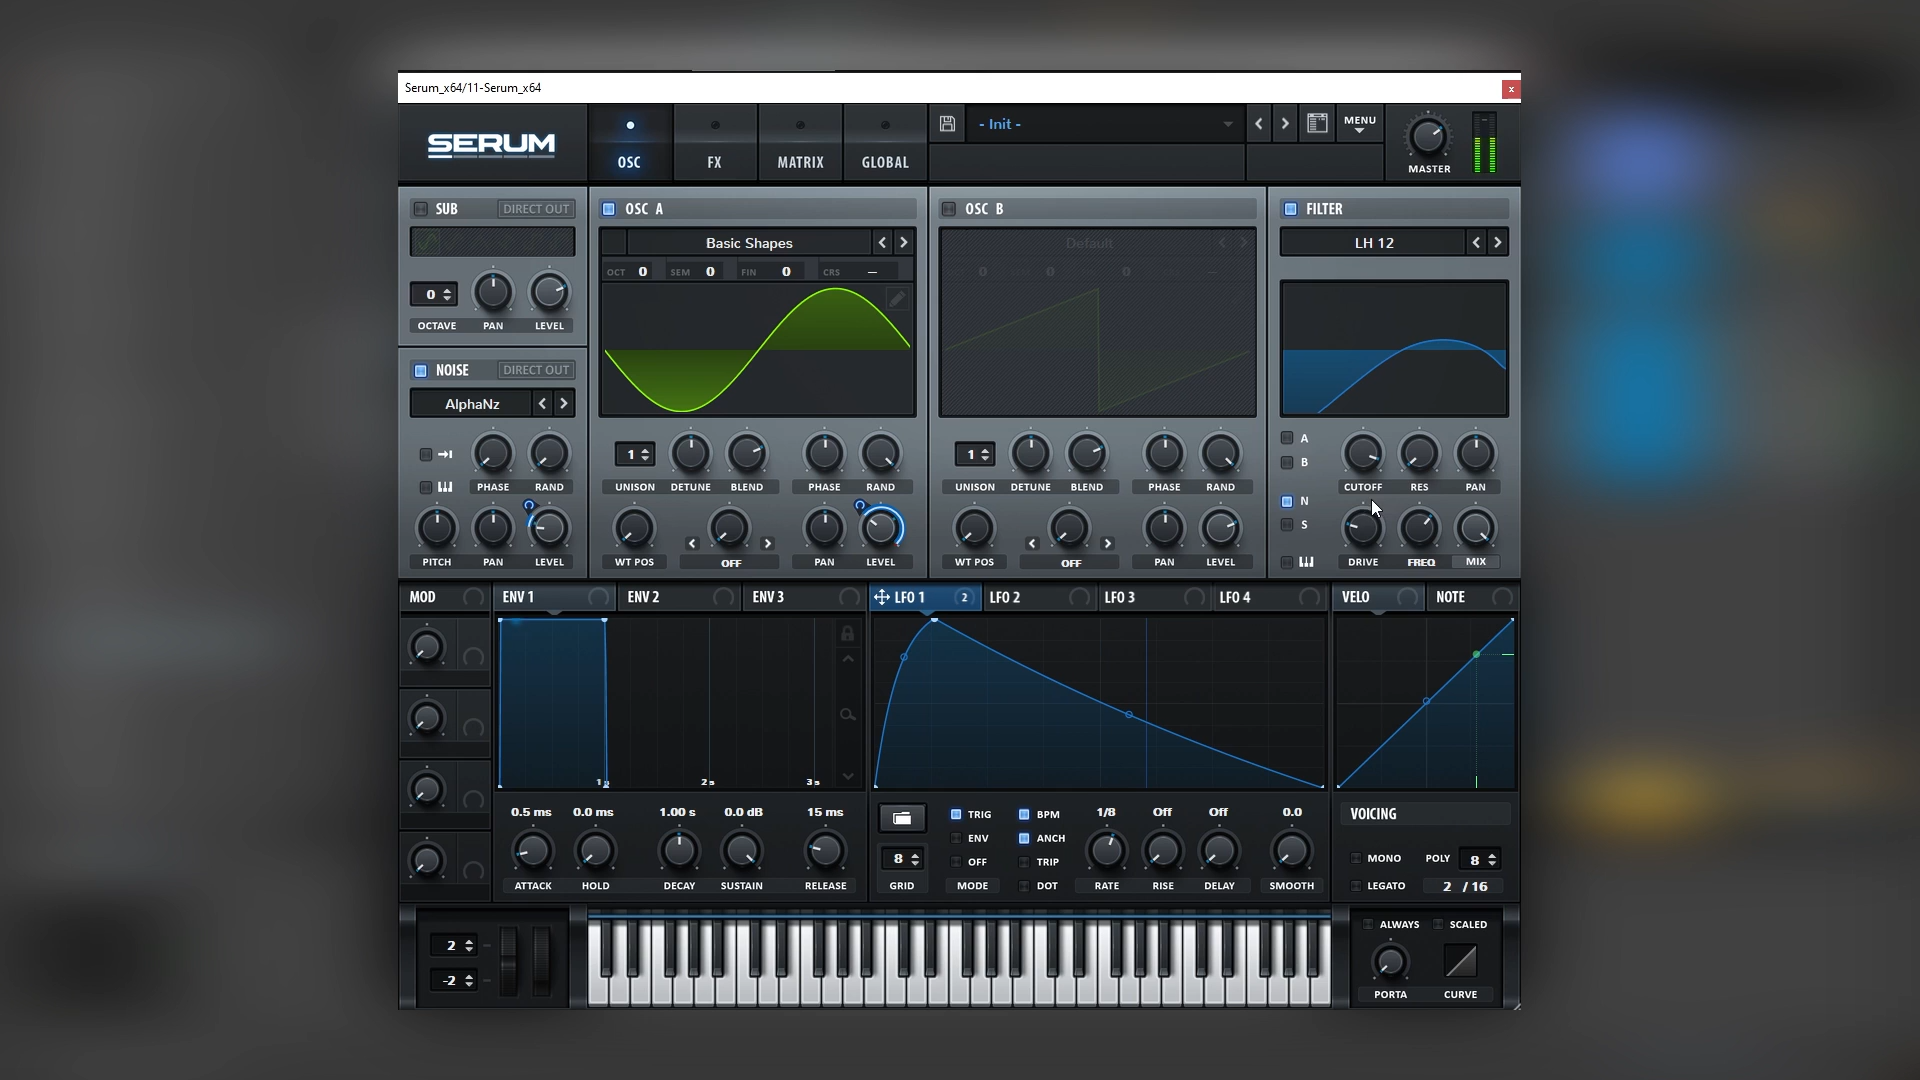 Serum_x64/11-Serum_x64
x
SERUM
OSC
FX
MATRIX
GLOBAL
- Init -
MENU
MASTER
SUB
DIRECT OUT
0
OCTAVE PAN LEVEL
NOISE
DIRECT OUT
AlphaNz
PHASE RAND
PITCH PAN LEVEL
OSC A
Basic Shapes
OCT 0 SEM 0 FIN 0 CRS --
1
UNISON DETUNE BLEND PHASE RAND
WT POS OFF PAN LEVEL
OSC B
Default
0 0 0 --
1
UNISON DETUNE BLEND PHASE RAND
WT POS OFF PAN LEVEL
FILTER
LH 12
A
B
N
S
CUTOFF RES PAN
DRIVE FREQ MIX
MOD
ENV 1
ENV 2
ENV 3
LFO 1 2
LFO 2
LFO 3
LFO 4
VELO
NOTE
1s 2s 3s
0.5 ms 0.0 ms 1.00 s 0.0 dB 15 ms
ATTACK HOLD DECAY SUSTAIN RELEASE
8
GRID
TRIG
ENV
OFF
MODE
BPM
ANCH
TRIP
DOT
1/8 Off Off 0.0
RATE RISE DELAY SMOOTH
VOICING
MONO POLY 8
LEGATO 2 / 16
2
-2
ALWAYS SCALED
PORTA CURVE